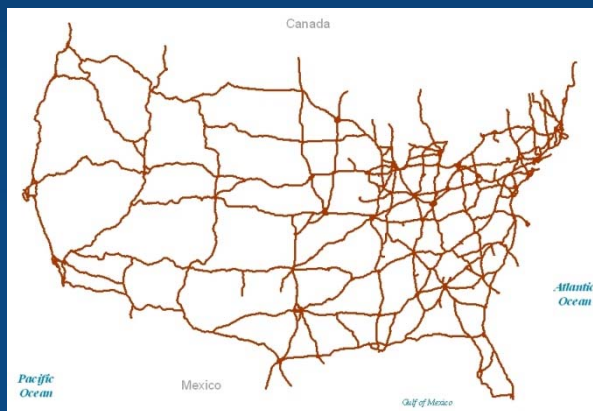 Canada
Atlantic
Ocean
Pacific
Ocean
Mexico
Gulf of Mexico